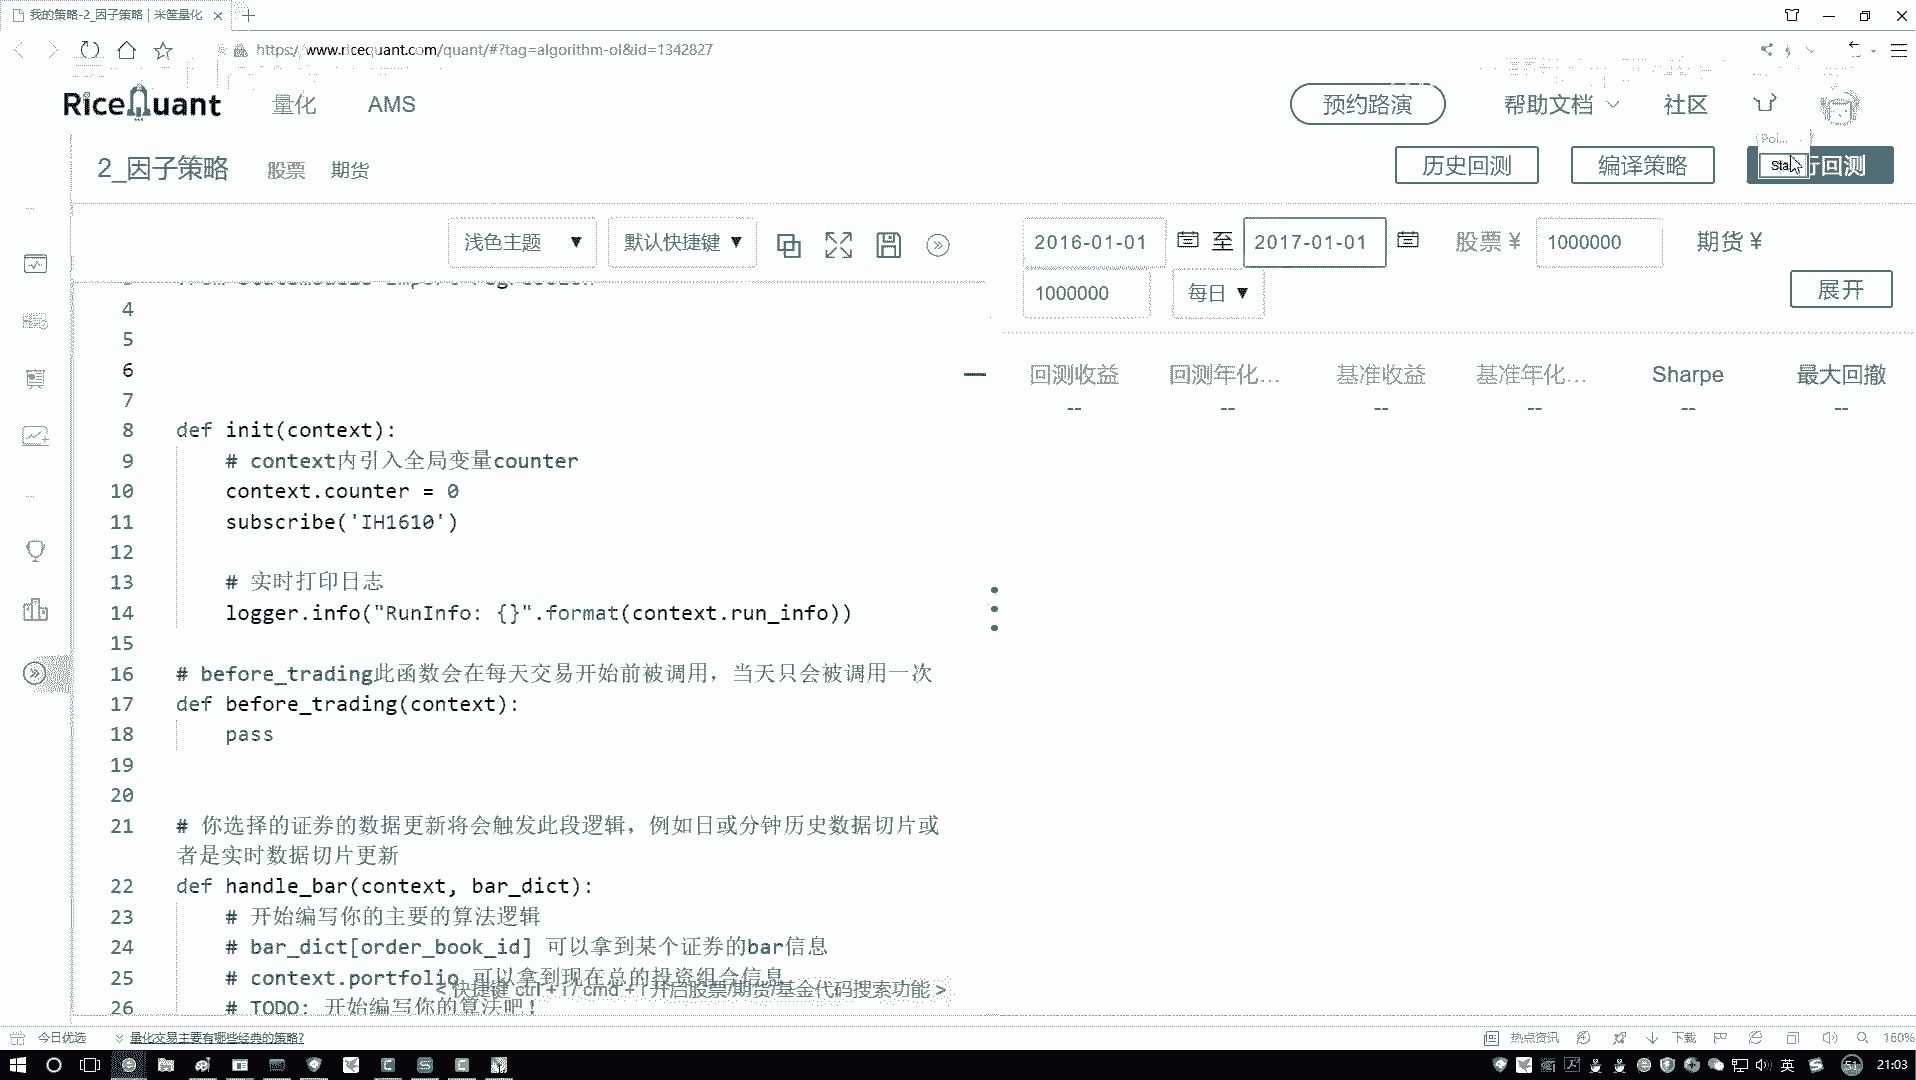 我的策略-2_因子策略 | 米筐量化
https://www.ricequant.com/quant/#?tag=algorithm-ol&id=1342827
RiceQuant 量化 AMS 预约路演 帮助文档 社区
2_因子策略 股票 期货 历史回测 编译策略 行回测
浅色主题 默认快捷键 2016-01-01 至 2017-01-01 股票 ¥ 1000000 期货 ¥
1000000 每日 展开
回测收益 回测年化... 基准收益 基准年化... Sharpe 最大回撤
-- -- -- -- -- --
4
5
6
7
8 def init(context):
9 # context内引入全局变量counter
10 context.counter = 0
11 subscribe('IH1610')
12
13 # 实时打印日志
14 logger.info("RunInfo: {}".format(context.run_info))
15
16 # before_trading此函数会在每天交易开始前被调用，当天只会被调用一次
17 def before_trading(context):
18 pass
19
20
21 # 你选择的证券的数据更新将会触发此段逻辑，例如日或分钟历史数据切片或
者是实时数据切片更新
22 def handle_bar(context, bar_dict):
23 # 开始编写你的主要的算法逻辑
24 # bar_dict[order_book_id] 可以拿到某个证券的bar信息
25 # context.portfolio 可以拿到现在总的投资组合信息
< 快捷键 ctrl + i / cmd + i 开启股票/期货/基金代码搜索功能 >
26 # TODO: 开始编写你的算法吧！
今日优选 量化交易主要有哪些经典的策略? 热点资讯 下载 160%
英 51 21:03